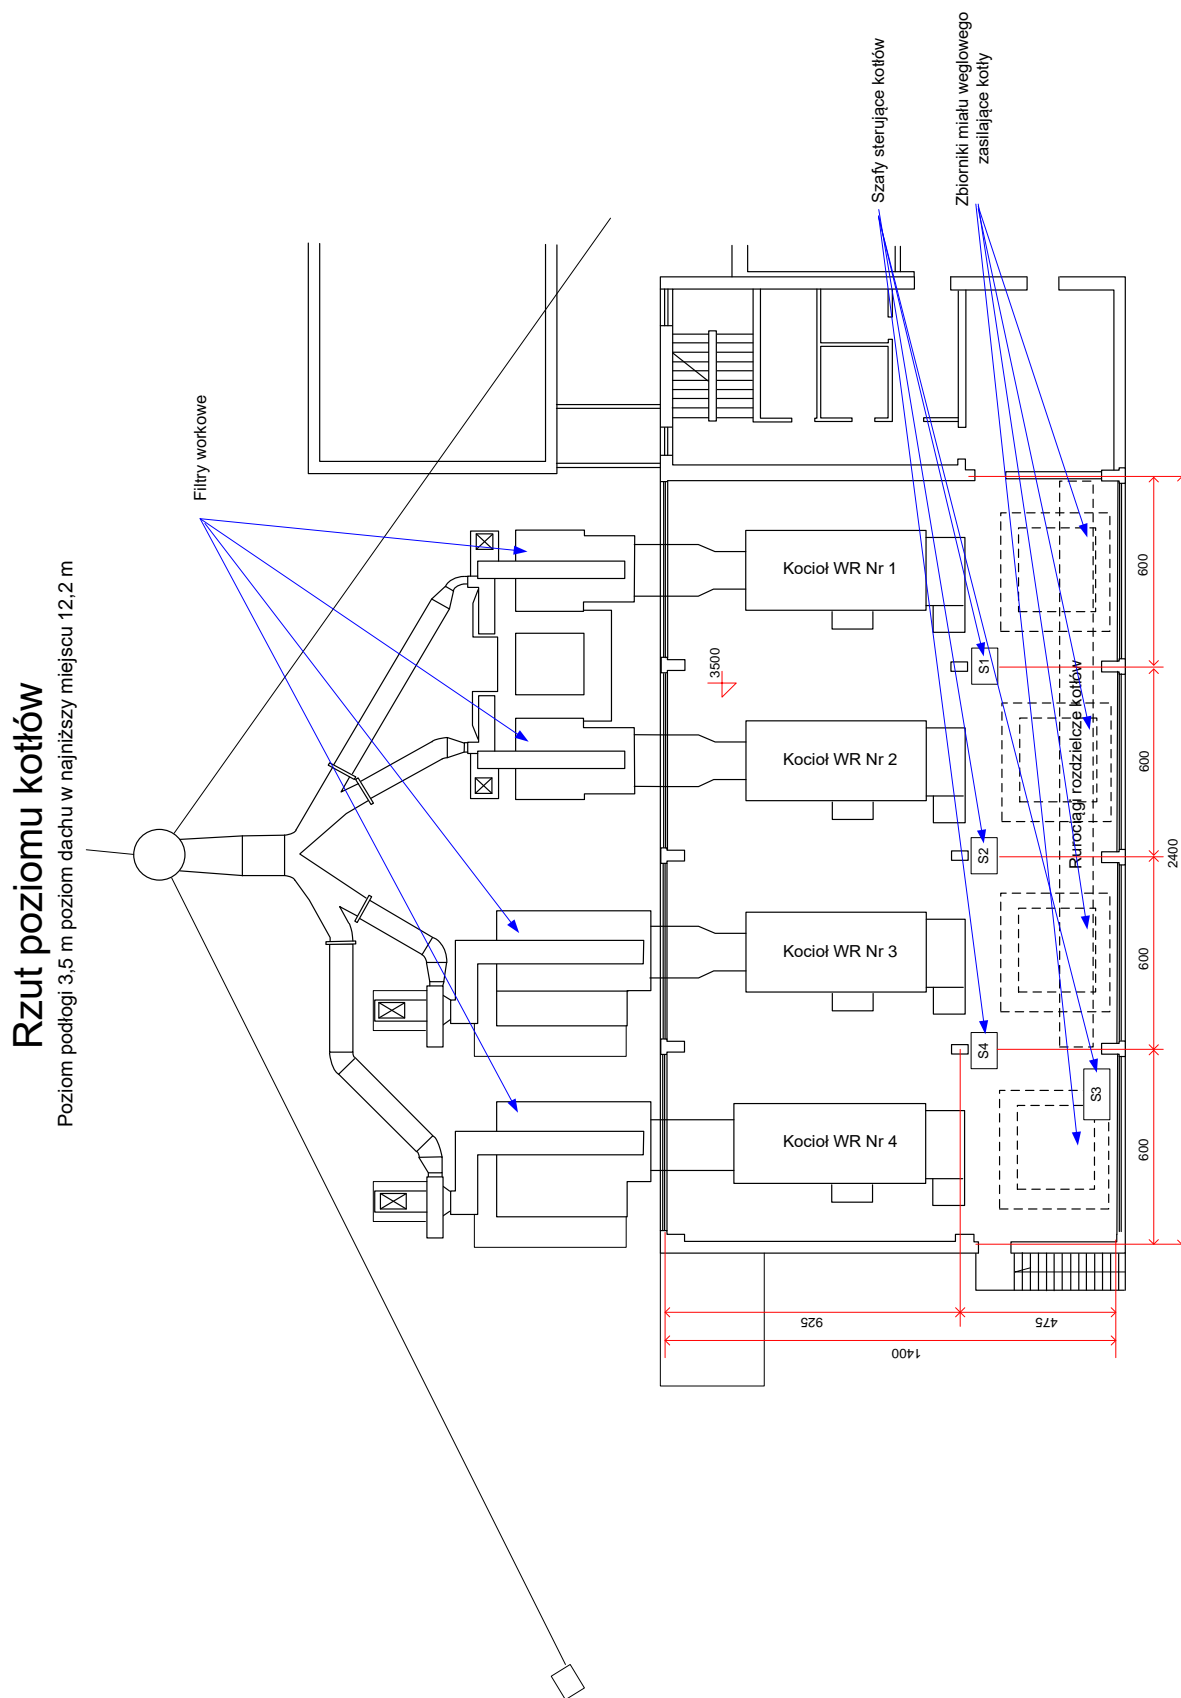 Rzut poziomu kotłów
Poziom podłogi 3,5 m poziom dachu w najniższy miejscu 12,2 m
Filtry workowe
Szafy sterujące kotłów
Zbiorniki miału węglowego
zasilające kotły
Kocioł WR Nr 1
Kocioł WR Nr 2
Kocioł WR Nr 3
Kocioł WR Nr 4
3500
S1
S2
S4
S3
Rurociągi rozdzielcze kotłów
600
600
600
600
2400
925
475
1400